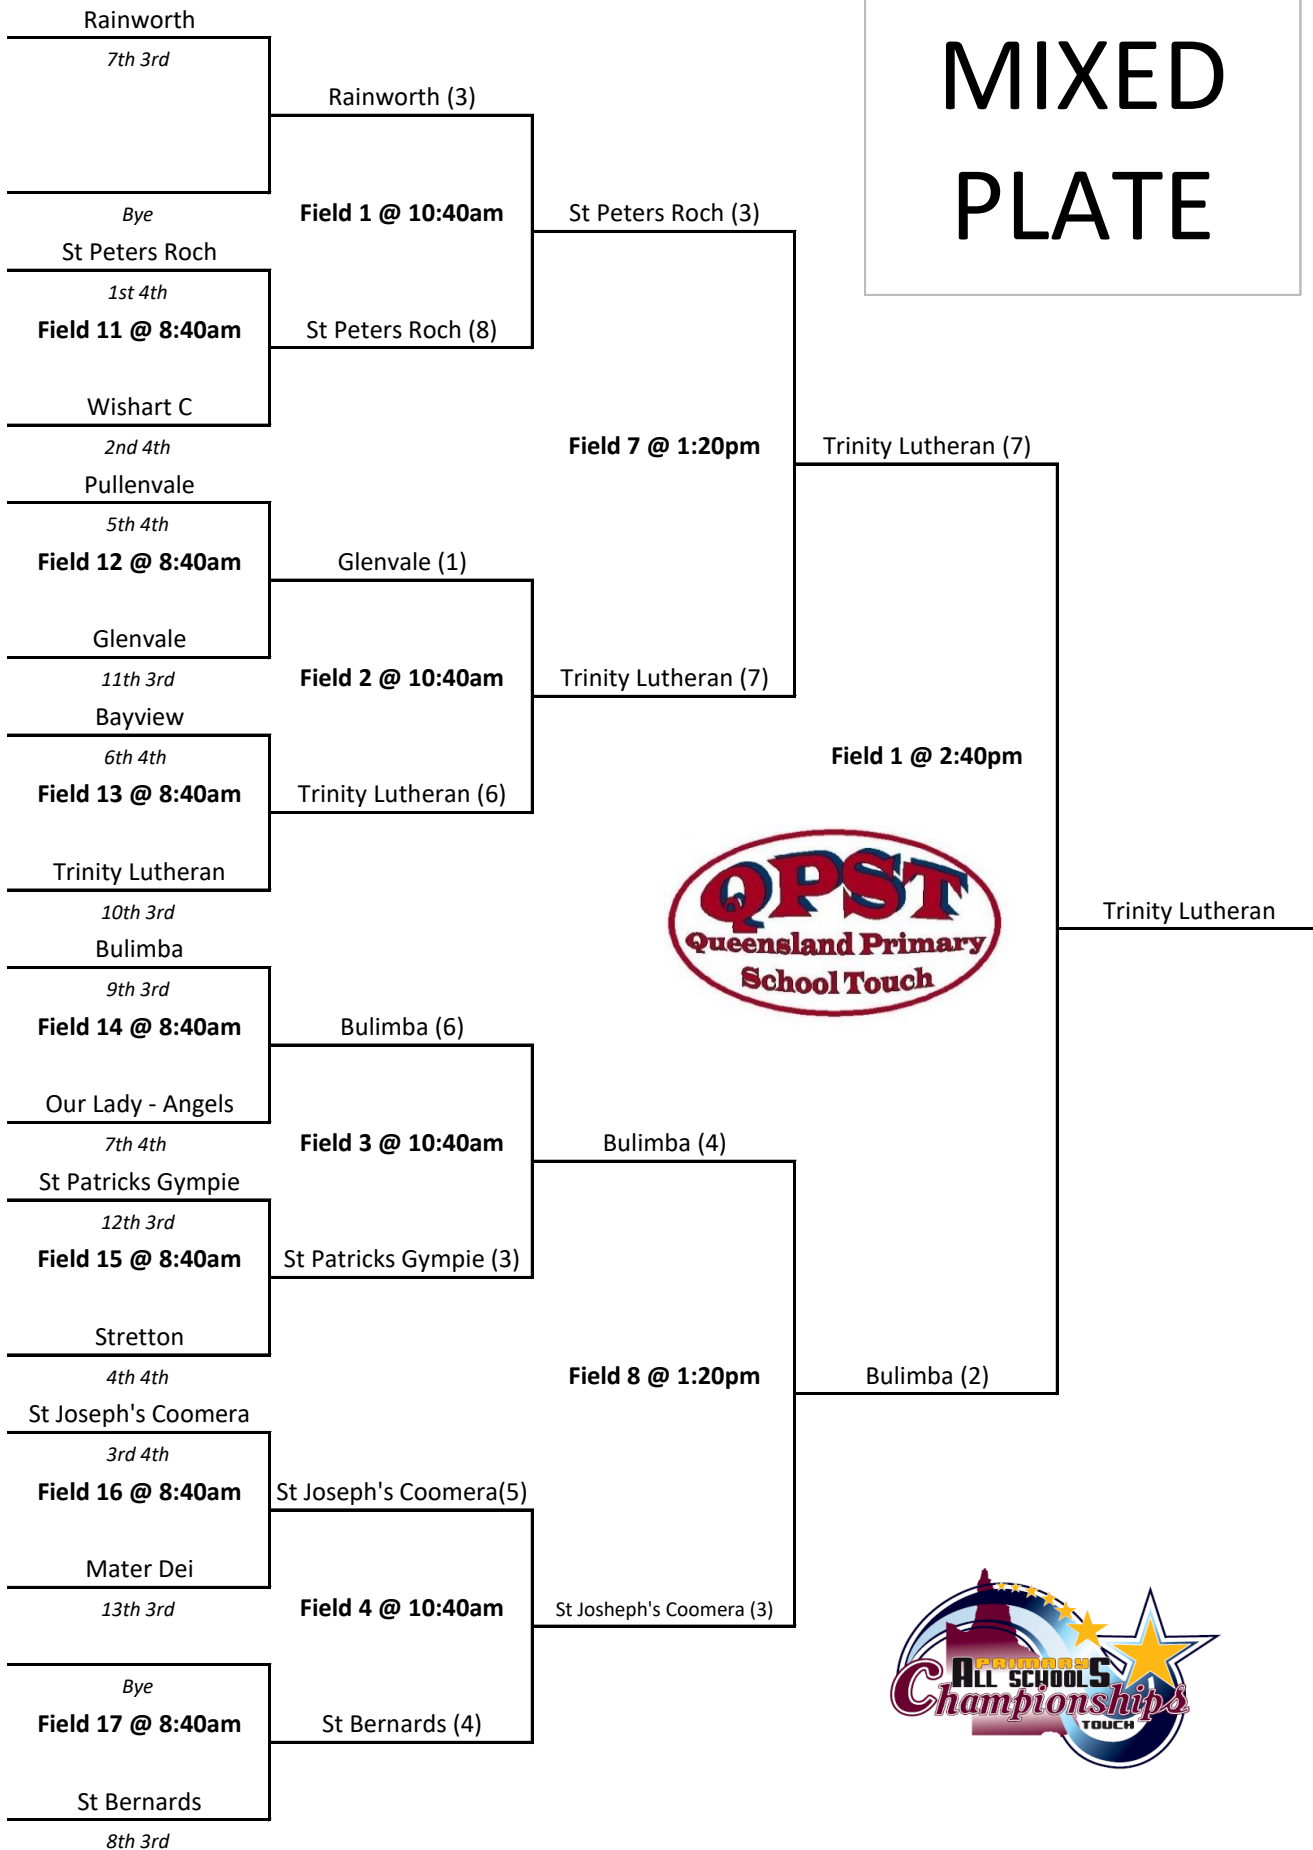 Rainworth
7th 3rd
MIXED
PLATE
Rainworth (3)
Bye
Field 1 @ 10:40am
St Peters Roch (3)
St Peters Roch
1st 4th
Field 11 @ 8:40am
St Peters Roch (8)
Wishart C
2nd 4th
Field 7 @ 1:20pm
Trinity Lutheran (7)
Pullenvale
5th 4th
Field 12 @ 8:40am
Glenvale (1)
Glenvale
11th 3rd
Field 2 @ 10:40am
Trinity Lutheran (7)
Bayview
6th 4th
Field 1 @ 2:40pm
Field 13 @ 8:40am
Trinity Lutheran (6)
Trinity Lutheran
10th 3rd
QPST
Queensland Primary
School Touch
Trinity Lutheran
Bulimba
9th 3rd
Field 14 @ 8:40am
Bulimba (6)
Our Lady - Angels
7th 4th
Field 3 @ 10:40am
Bulimba (4)
St Patricks Gympie
12th 3rd
Field 15 @ 8:40am
St Patricks Gympie (3)
Stretton
4th 4th
Field 8 @ 1:20pm
Bulimba (2)
St Joseph's Coomera
3rd 4th
Field 16 @ 8:40am
St Joseph's Coomera(5)
Mater Dei
13th 3rd
Field 4 @ 10:40am
St Josheph's Coomera (3)
Bye
Field 17 @ 8:40am
St Bernards (4)
St Bernards
8th 3rd
PRIMARY
ALL SCHOOLS
Championships
TOUCH